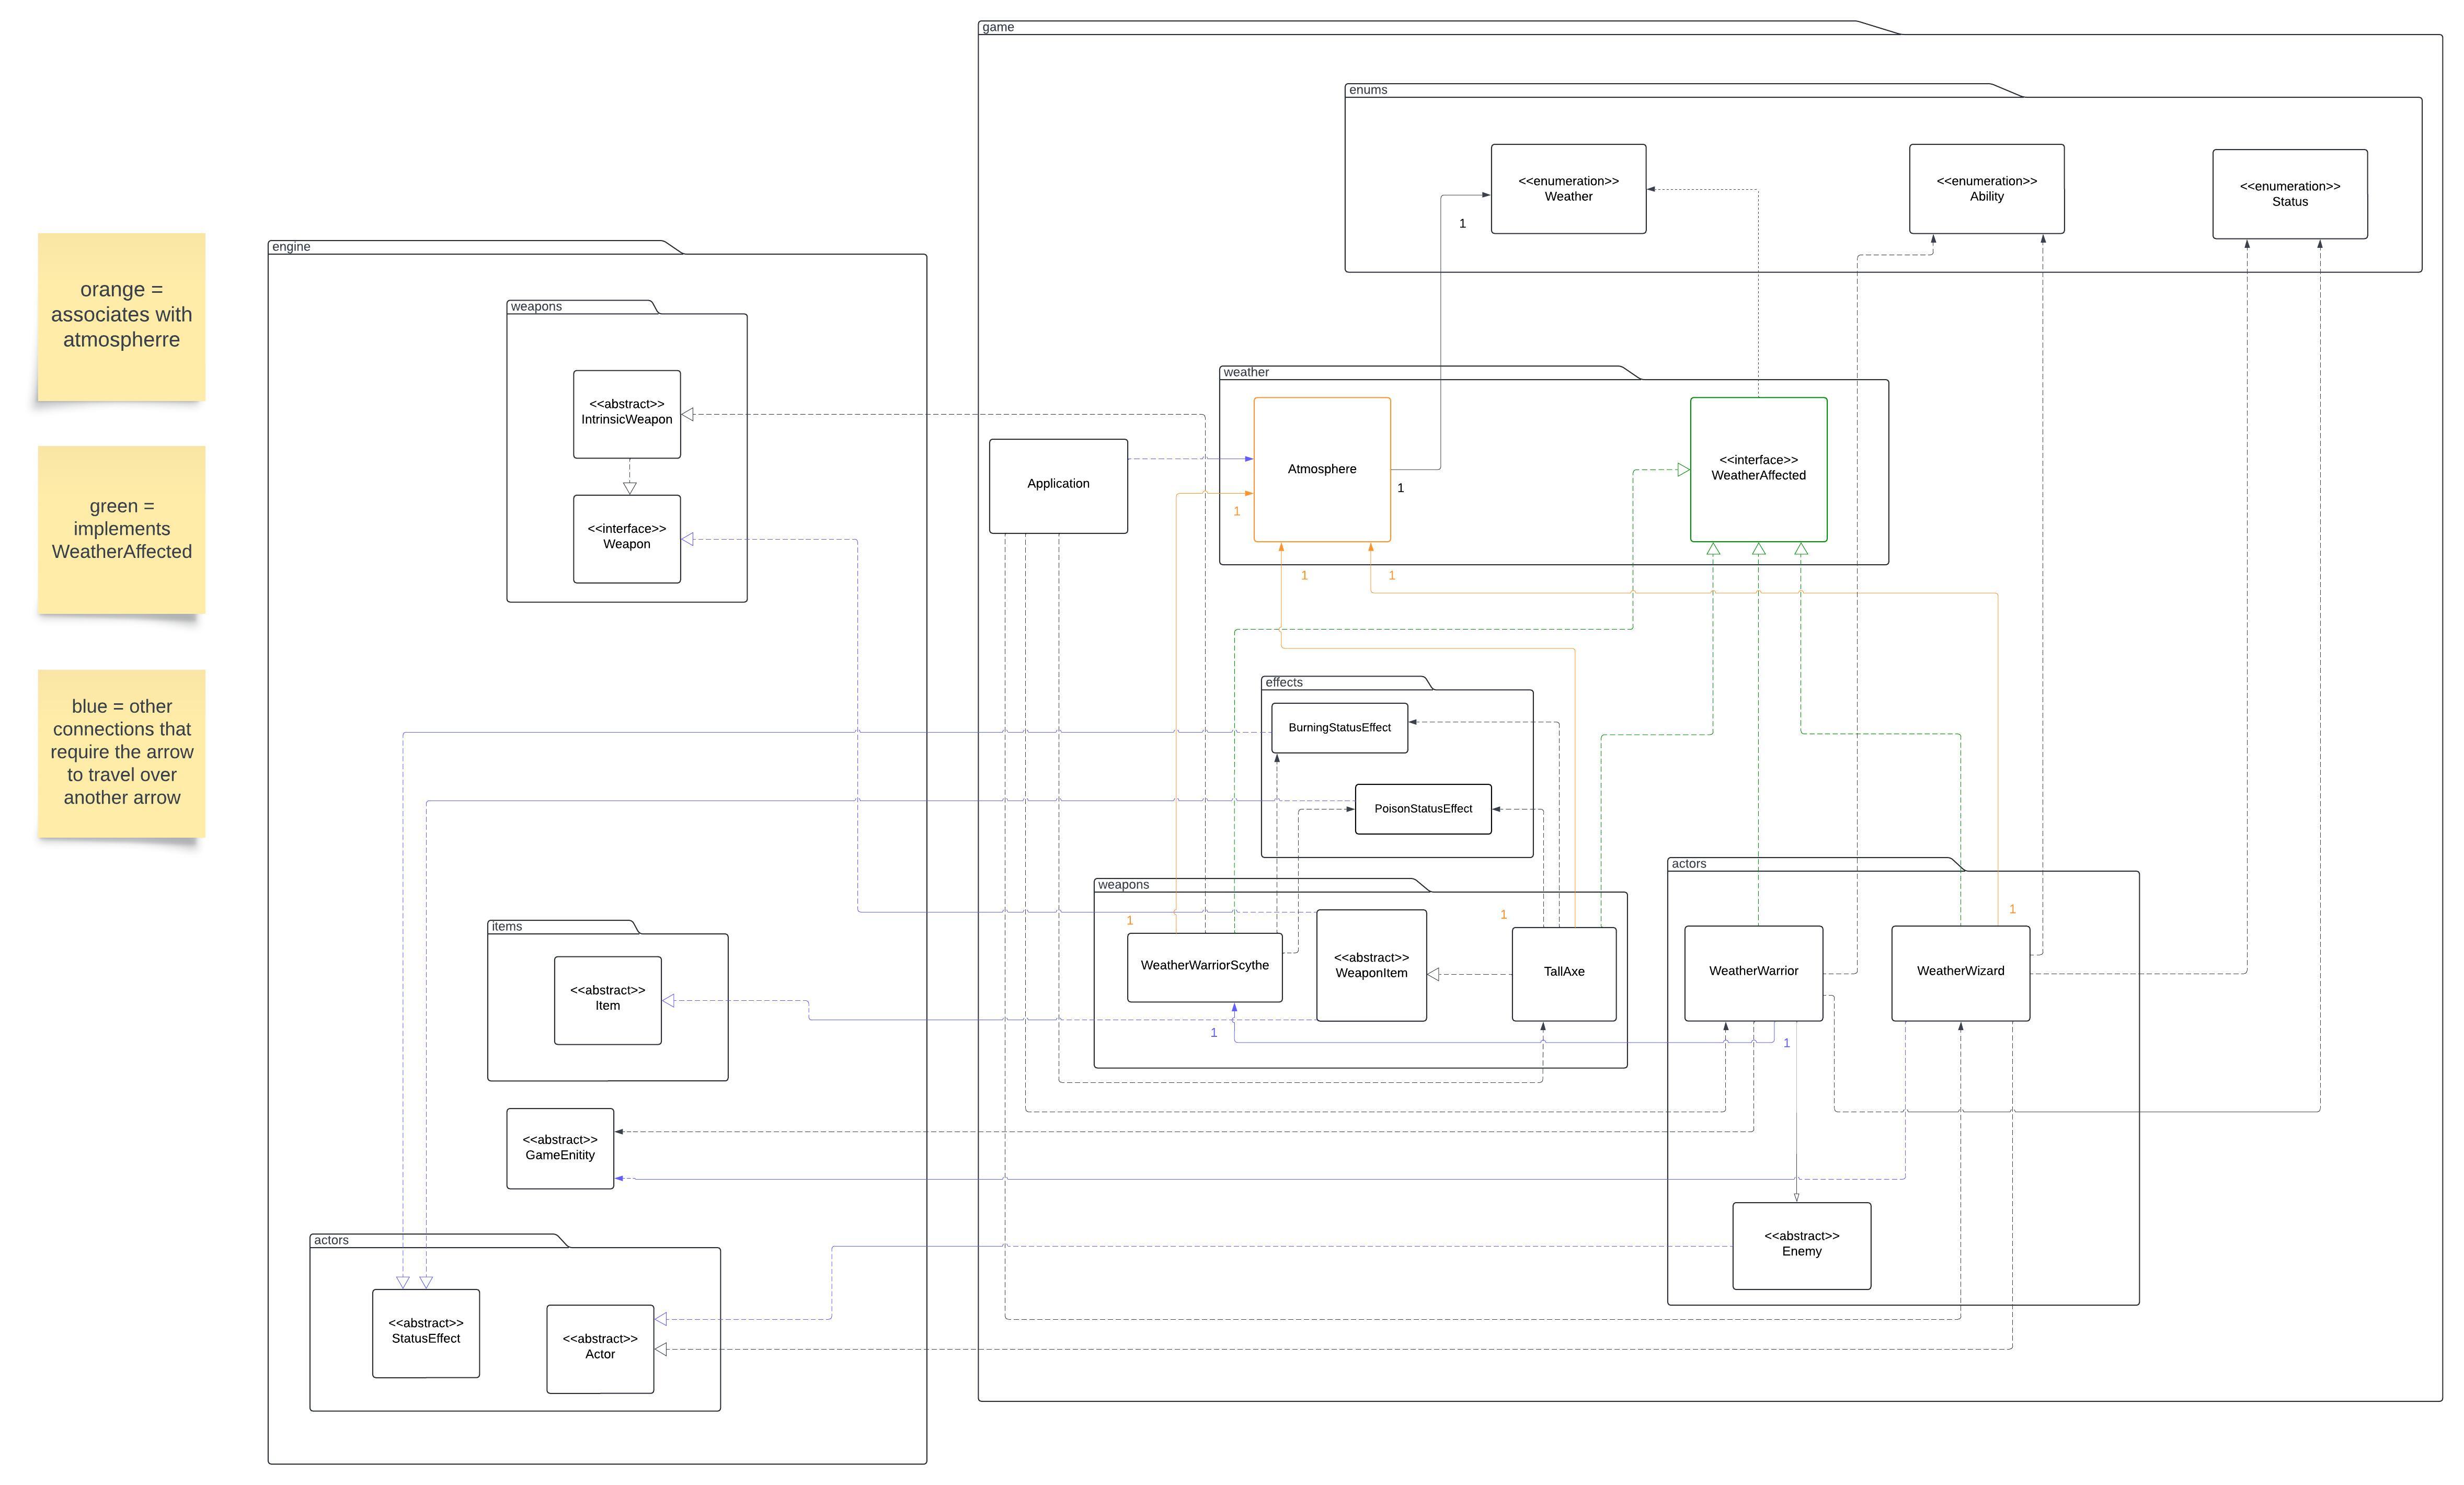 game
enums
<<enumeration>>
Weather
<<enumeration>>
Ability
<<enumeration>>
Status
1
orange =
associates with
atmospherre
green =
implements
WeatherAffected
blue = other
connections that
require the arrow
to travel over
another arrow
engine
weapons
<<abstract>>
IntrinsicWeapon
<<interface>>
Weapon
items
<<abstract>>
Item
<<abstract>>
GameEnitity
actors
<<abstract>>
StatusEffect
<<abstract>>
Actor
Application
weather
Atmosphere
<<interface>>
WeatherAffected
1
1
1
1
effects
BurningStatusEffect
PoisonStatusEffect
weapons
1
1
WeatherWarriorScythe
<<abstract>>
WeaponItem
TallAxe
1
actors
1
WeatherWarrior
WeatherWizard
1
<<abstract>>
Enemy